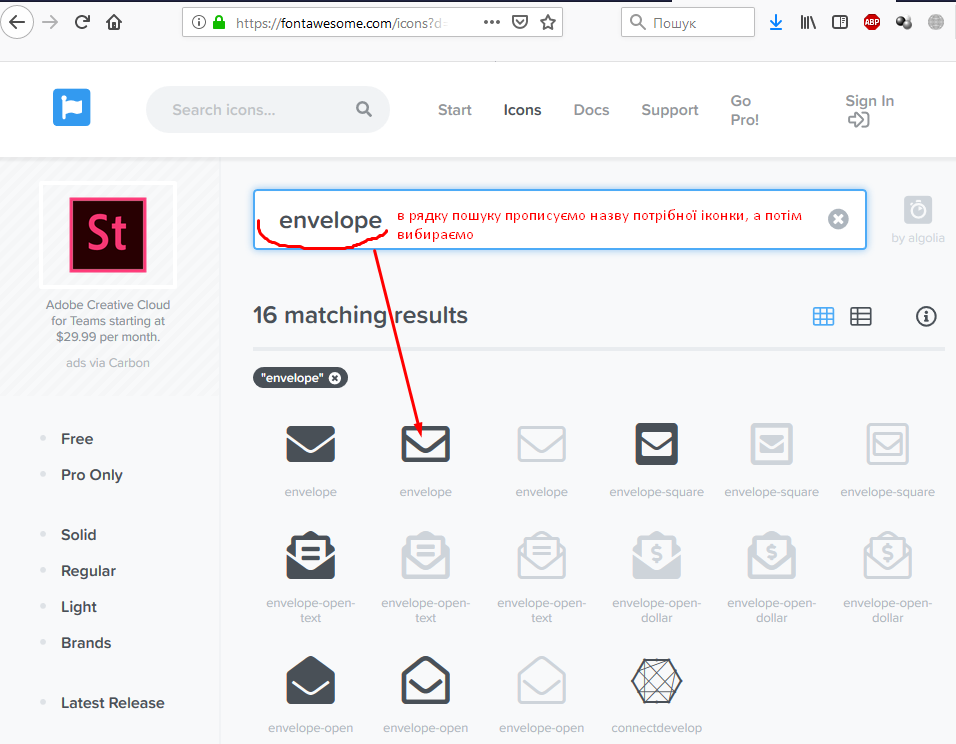 https://fontawesome.com/icons?d=
Пошук
ABP
Search icons...
Start
Icons
Docs
Support
Go
Pro!
Sign In
St
Adobe Creative Cloud
for Teams starting at
$29.99 per month.
ads via Carbon
envelope
в рядку пошуку прописуємо назву потрібної іконки, а потім
вибираємо
by algolia
16 matching results
"envelope"
Free
Pro Only
Solid
Regular
Light
Brands
Latest Release
envelope
envelope
envelope
envelope-square
envelope-square
envelope-square
envelope-open-
text
envelope-open-
text
envelope-open-
text
envelope-open-
dollar
envelope-open-
dollar
envelope-open-
dollar
envelope-open
envelope-open
envelope-open
connectdevelop